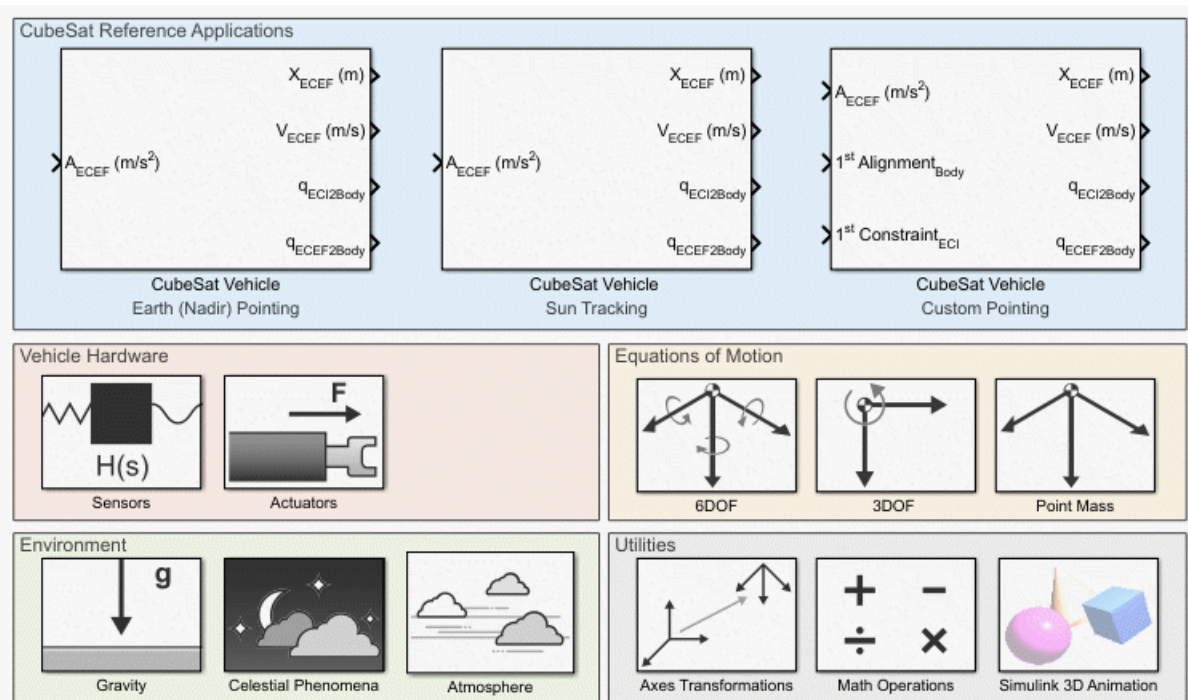 CubeSat Reference Applications
A_ECEF (m/s²)
X_ECEF (m)
V_ECEF (m/s)
q_ECI2Body
q_ECEF2Body
CubeSat Vehicle
Earth (Nadir) Pointing
A_ECEF (m/s²)
X_ECEF (m)
V_ECEF (m/s)
q_ECI2Body
q_ECEF2Body
CubeSat Vehicle
Sun Tracking
A_ECEF (m/s²)
1st Alignment_Body
1st Constraint_ECI
X_ECEF (m)
V_ECEF (m/s)
q_ECI2Body
q_ECEF2Body
CubeSat Vehicle
Custom Pointing
Vehicle Hardware
H(s)
Sensors
F
Actuators
Equations of Motion
6DOF
3DOF
Point Mass
Environment
g
Gravity
Celestial Phenomena
Atmosphere
Utilities
Axes Transformations
+ −
÷ ×
Math Operations
Simulink 3D Animation